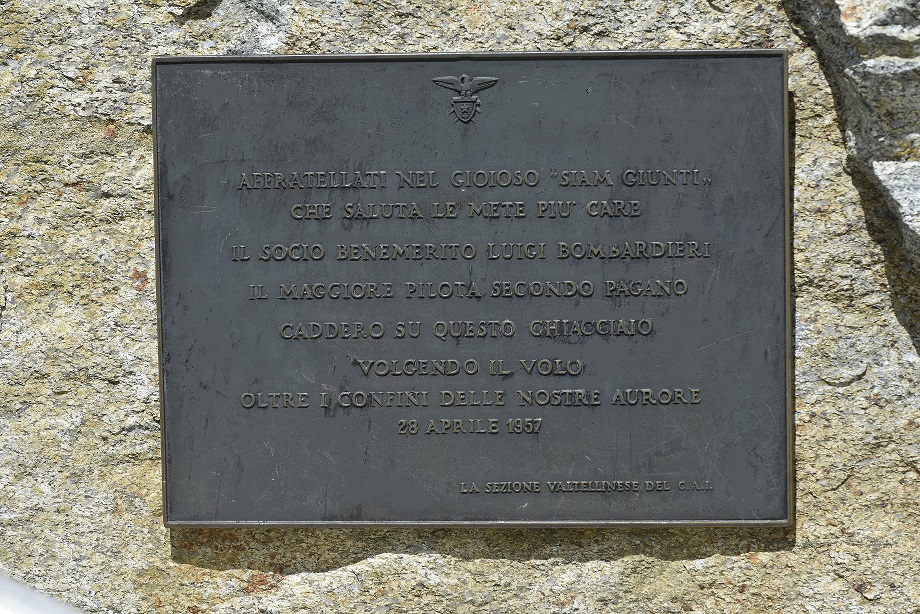 AFFRATELLATI NEL GIOIOSO "SIAM GIUNTI„
CHE SALUTA LE METE PIU' CARE
IL SOCIO BENEMERITO LUIGI BOMBARDIERI
IL MAGGIORE PILOTA SECONDO PAGANO
CADDERO SU QUESTO GHIACCIAIO
VOLGENDO IL VOLO
OLTRE I CONFINI DELLE NOSTRE AURORE
28 APRILE 1957
LA SEZIONE VALTELLINESE DEL C.A.I.